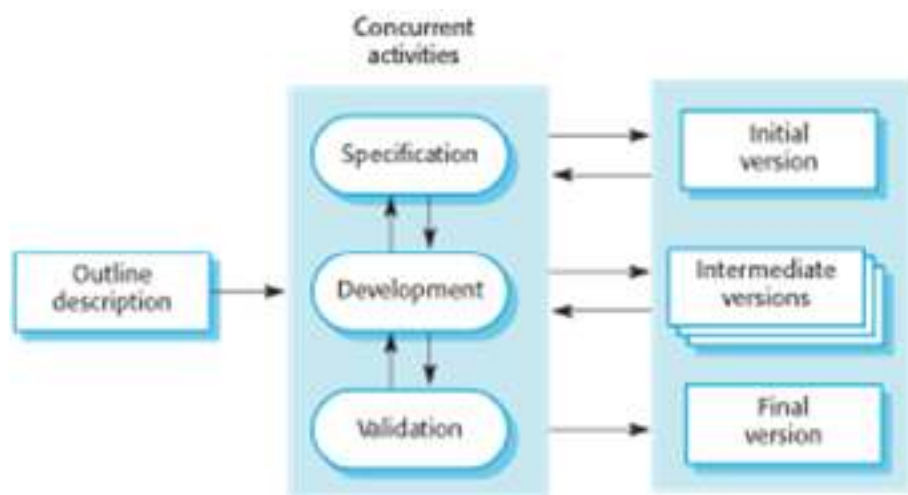 Concurrent
activities
Specification
Initial
version
Outline
description
Development
Intermediate
versions
Validation
Final
version